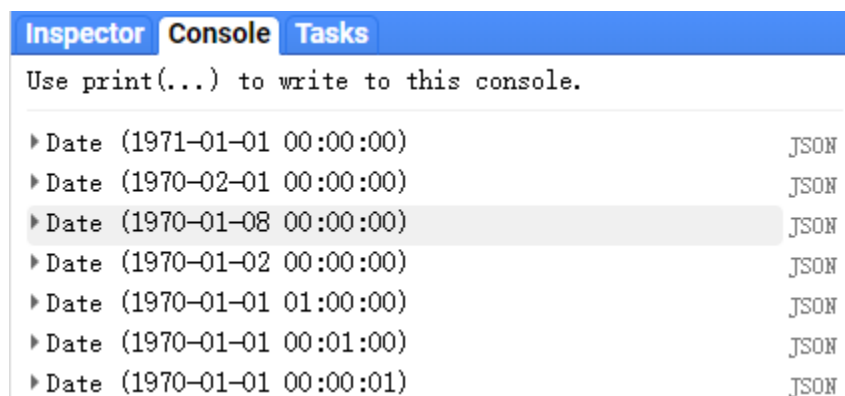 Inspector Console Tasks
Use print(...) to write to this console.
Date (1971-01-01 00:00:00) JSON
Date (1970-02-01 00:00:00) JSON
Date (1970-01-08 00:00:00) JSON
Date (1970-01-02 00:00:00) JSON
Date (1970-01-01 01:00:00) JSON
Date (1970-01-01 00:01:00) JSON
Date (1970-01-01 00:00:01) JSON